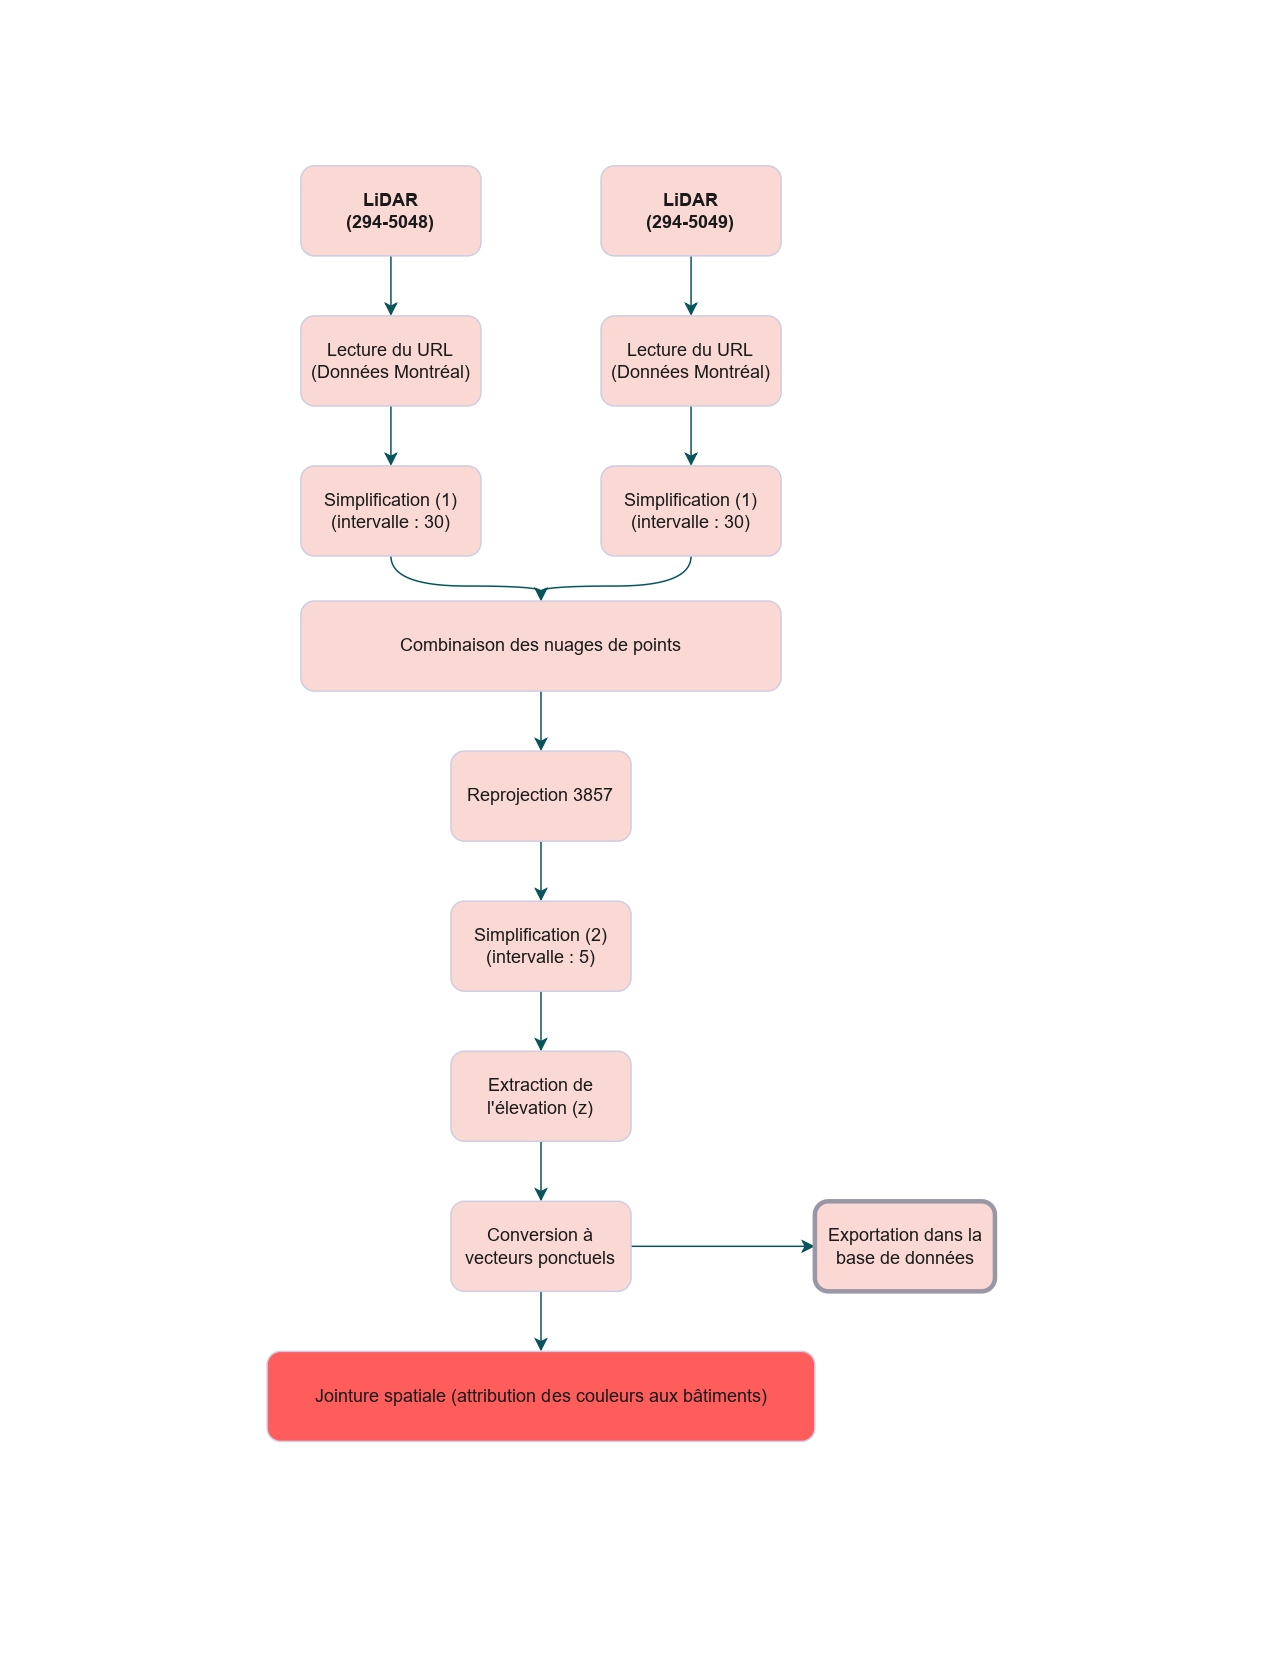 LiDAR
(294-5048)
LiDAR
(294-5049)
Lecture du URL
(Données Montréal)
Lecture du URL
(Données Montréal)
Simplification (1)
(intervalle : 30)
Simplification (1)
(intervalle : 30)
Combinaison des nuages de points
Reprojection 3857
Simplification (2)
(intervalle : 5)
Extraction de
l'élevation (z)
Conversion à
vecteurs ponctuels
Exportation dans la
base de données
Jointure spatiale (attribution des couleurs aux bâtiments)